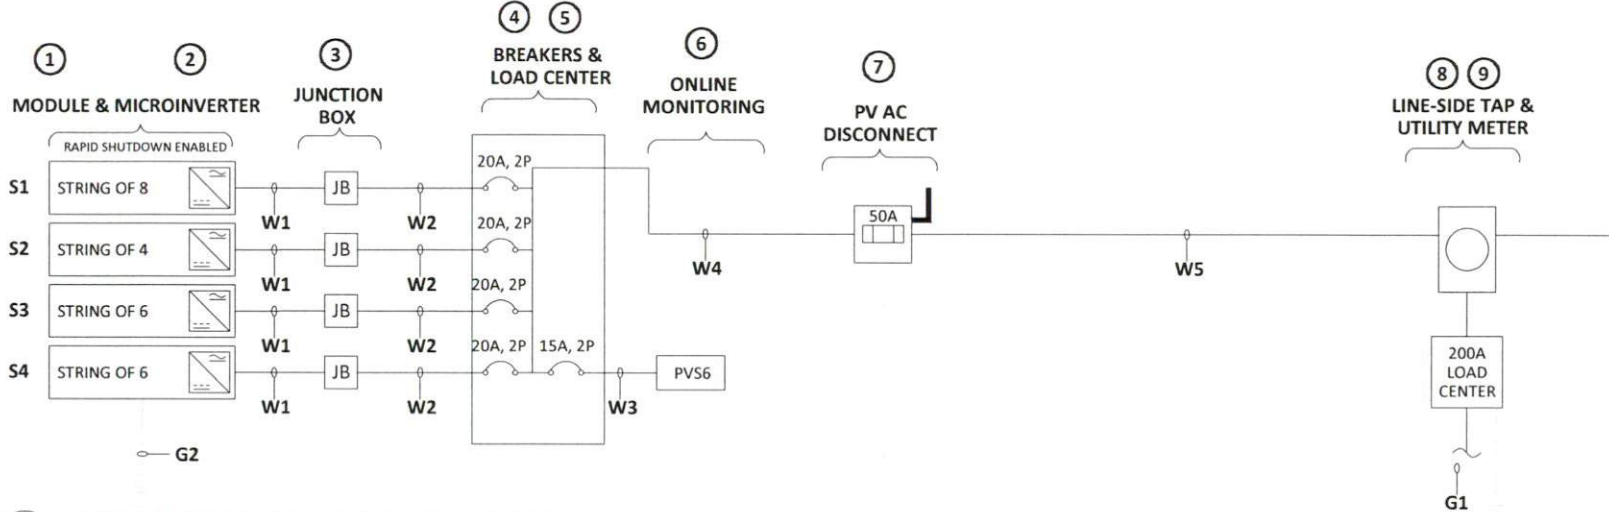 1
2
3
4
5
6
7
8
9
MODULE & MICROINVERTER
JUNCTION
BOX
BREAKERS &
LOAD CENTER
ONLINE
MONITORING
PV AC
DISCONNECT
LINE-SIDE TAP &
UTILITY METER
RAPID SHUTDOWN ENABLED
S1
STRING OF 8
W1
JB
W2
20A, 2P
S2
STRING OF 4
W1
JB
W2
20A, 2P
S3
STRING OF 6
W1
JB
W2
20A, 2P
S4
STRING OF 6
W1
JB
W2
20A, 2P
15A, 2P
W3
PVS6
W4
50A
W5
200A
LOAD
CENTER
G1
G2